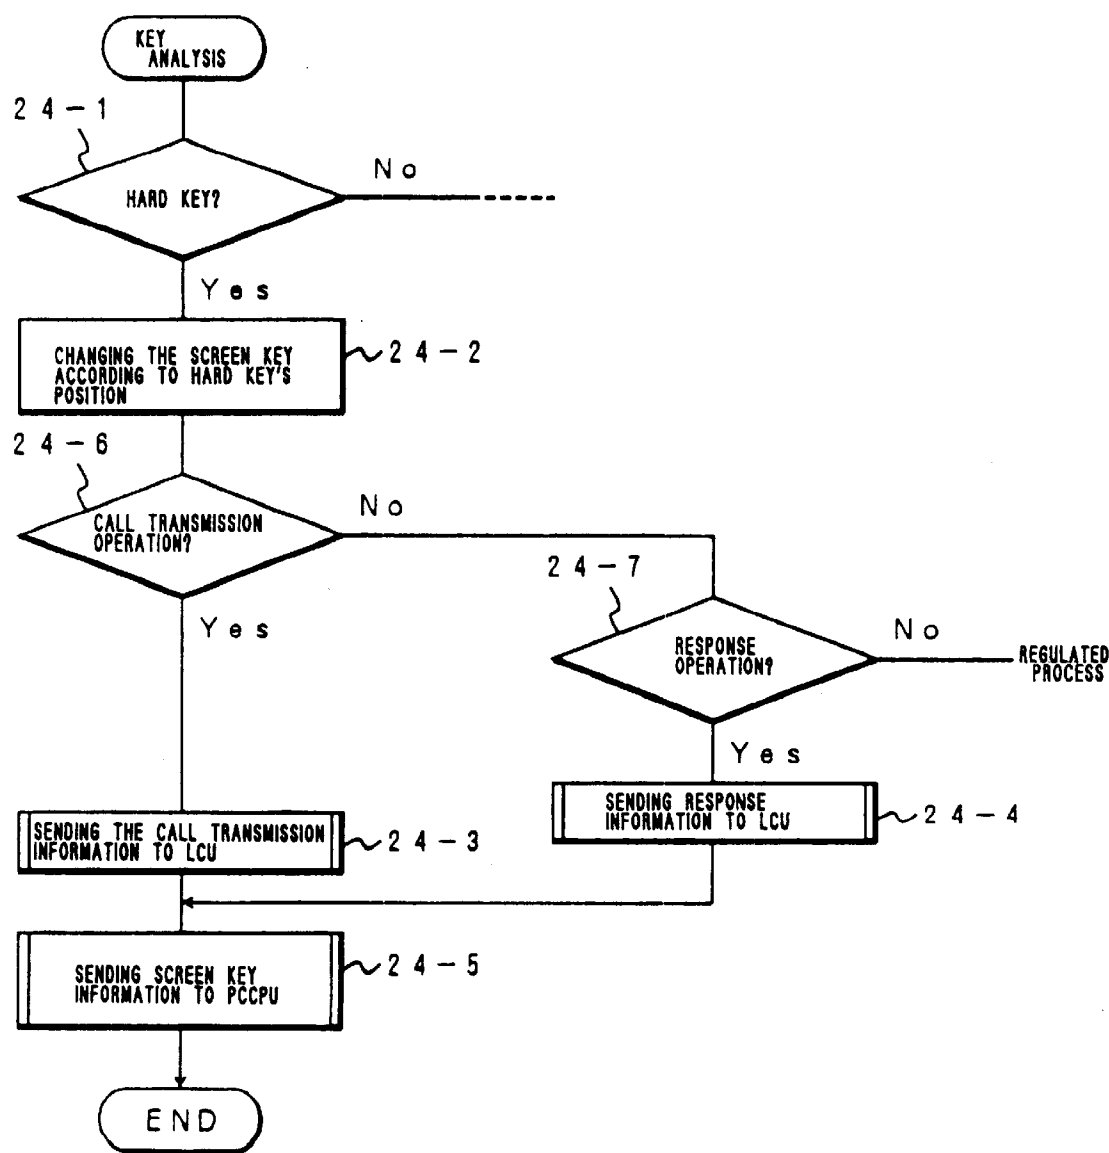 KEY
ANALYSIS
24-1
HARD KEY?
No
Yes
CHANGING THE SCREEN KEY
ACCORDING TO HARD KEY'S
POSITION
24-2
24-6
CALL TRANSMISSION
OPERATION?
No
Yes
24-7
RESPONSE
OPERATION?
No
REGULATED
PROCESS
Yes
SENDING RESPONSE
INFORMATION TO LCU
24-4
SENDING THE CALL TRANSMISSION
INFORMATION TO LCU
24-3
SENDING SCREEN KEY
INFORMATION TO PCCPU
24-5
END